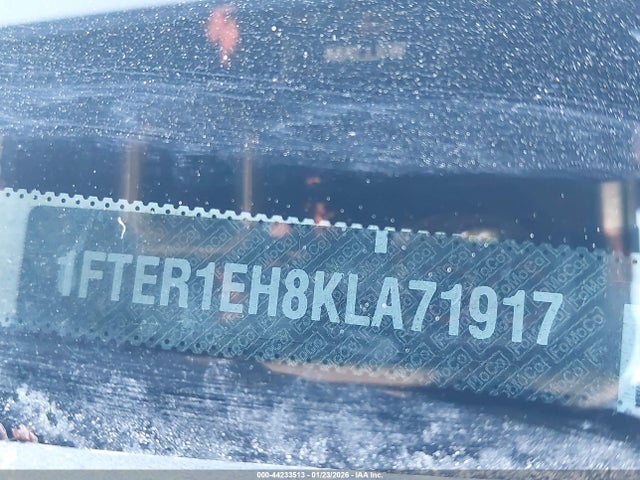 1FTER1EH8KLA71917
000-44233513 - 01/23/2026 - IAA Inc.